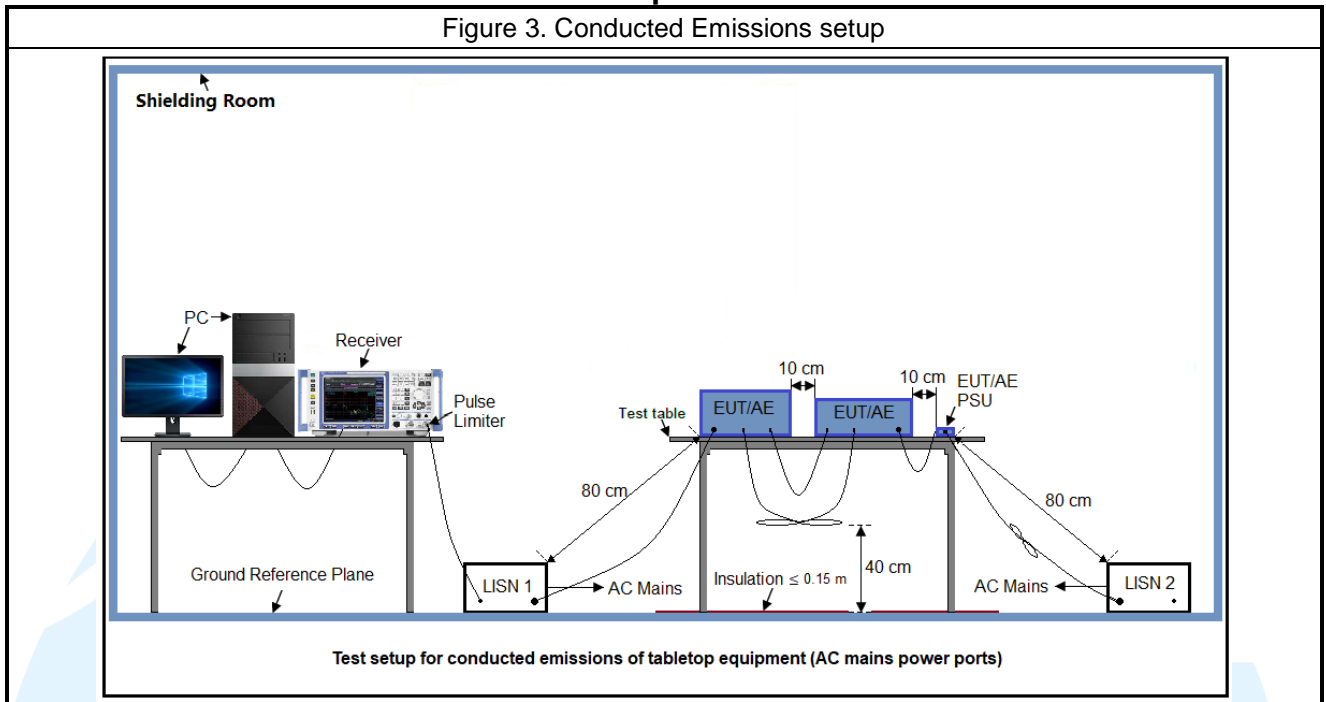 Figure 3. Conducted Emissions setup
Shielding Room
PC
Receiver
Pulse
Limiter
10 cm
10 cm
EUT/AE
PSU
Test table
EUT/AE
EUT/AE
80 cm
80 cm
Ground Reference Plane
LISN 1
AC Mains
Insulation ≤ 0.15 m
40 cm
AC Mains
LISN 2
Test setup for conducted emissions of tabletop equipment (AC mains power ports)